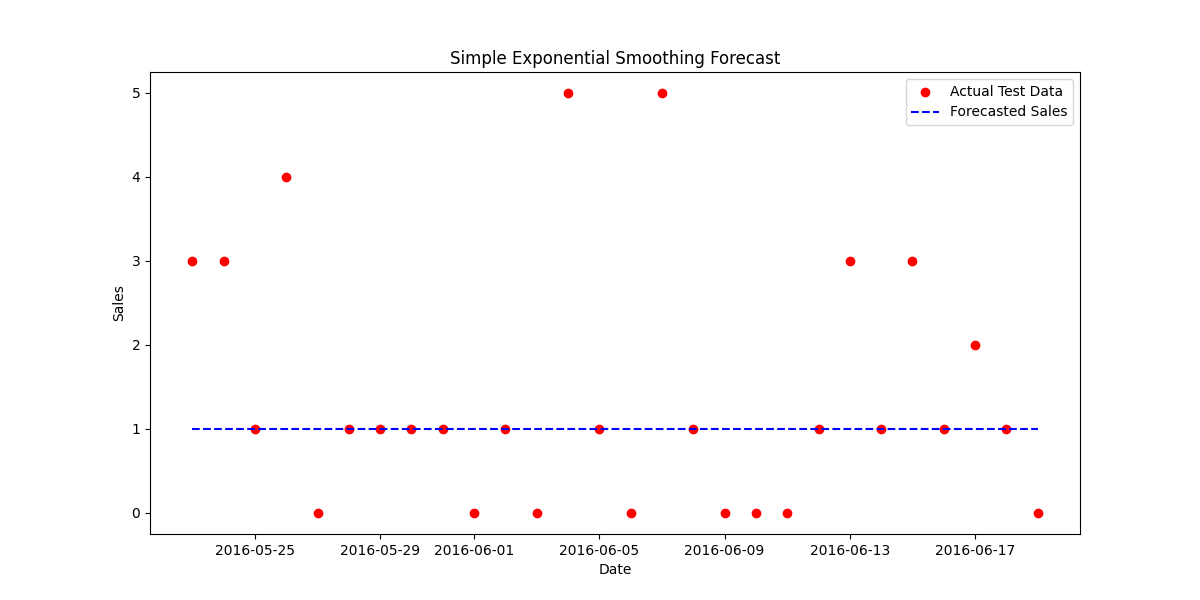 Simple Exponential Smoothing Forecast
Actual Test Data
Forecasted Sales
5
4
3
2
1
0
Sales
2016-05-25
2016-05-29
2016-06-01
2016-06-05
2016-06-09
2016-06-13
2016-06-17
Date